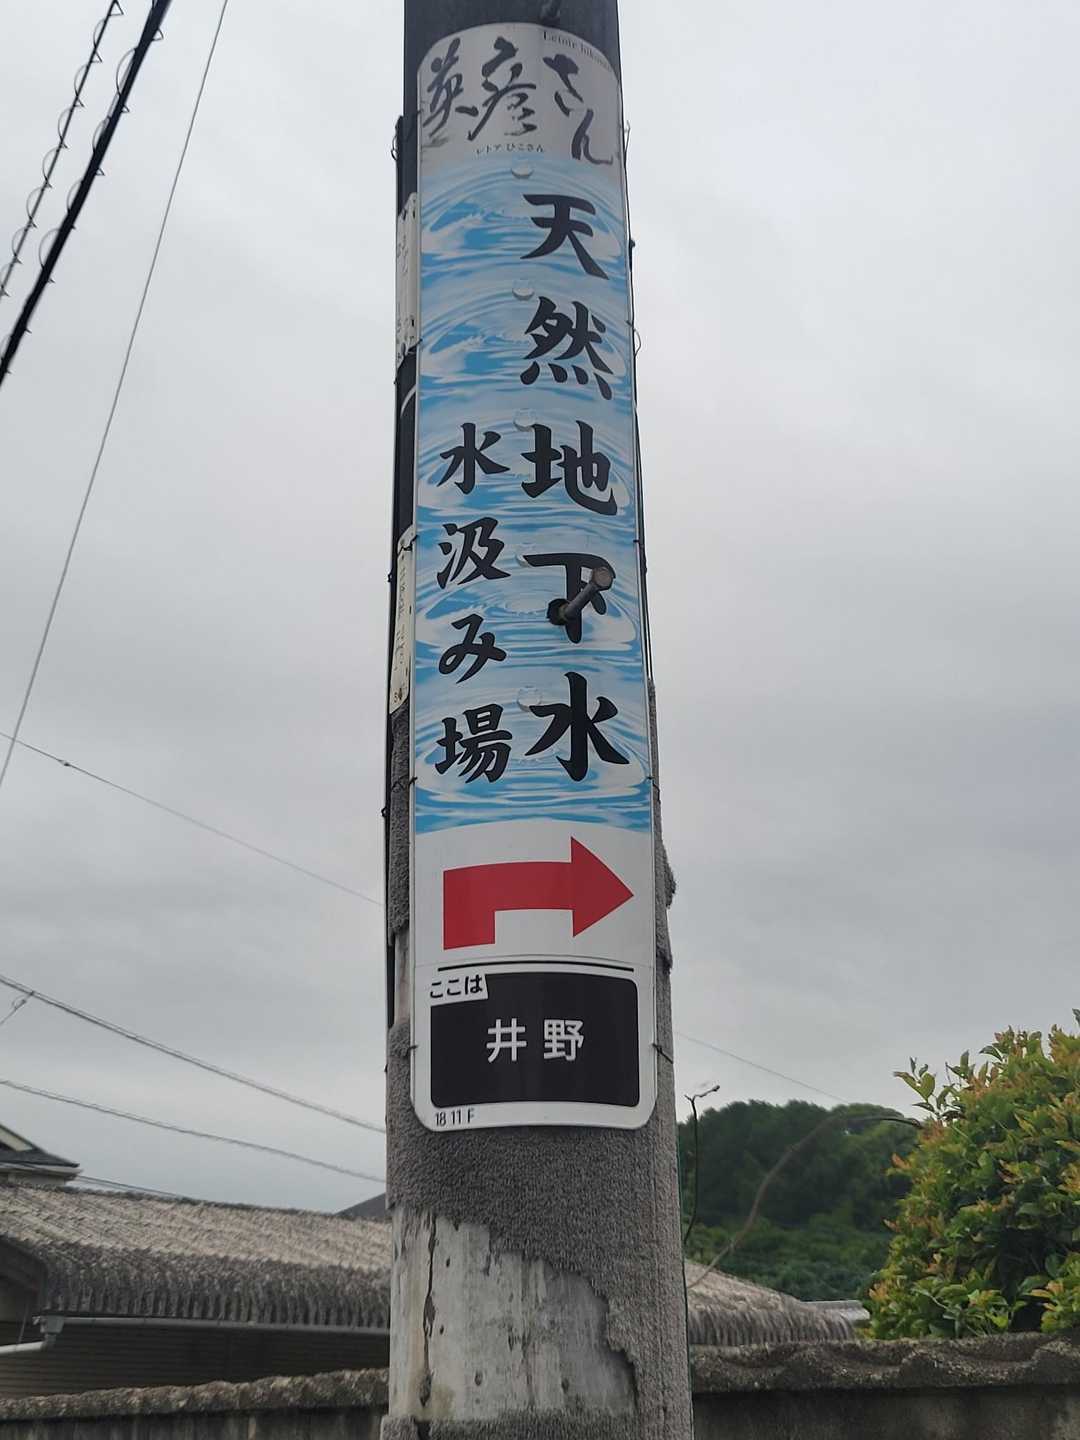 英彦さん
レトア ひこさん
天然地下水
水汲み場
ここは
井野
18 11 F